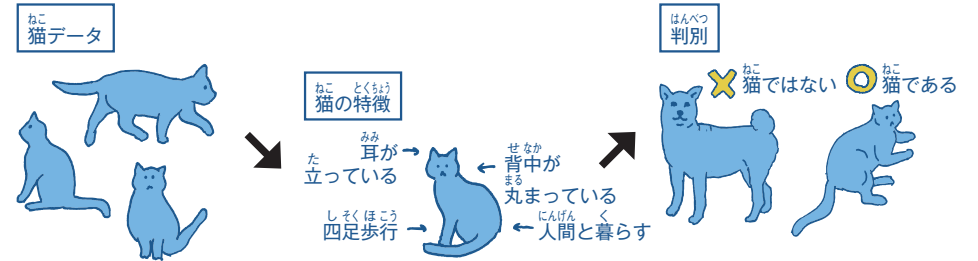 猫データ
猫の特徴
耳が
立っている
背中が
丸まっている
四足歩行
人間と暮らす
判別
猫ではない
猫である